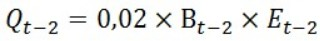 Q_{t-2} = 0,02 × B_{t-2} × E_{t-2}